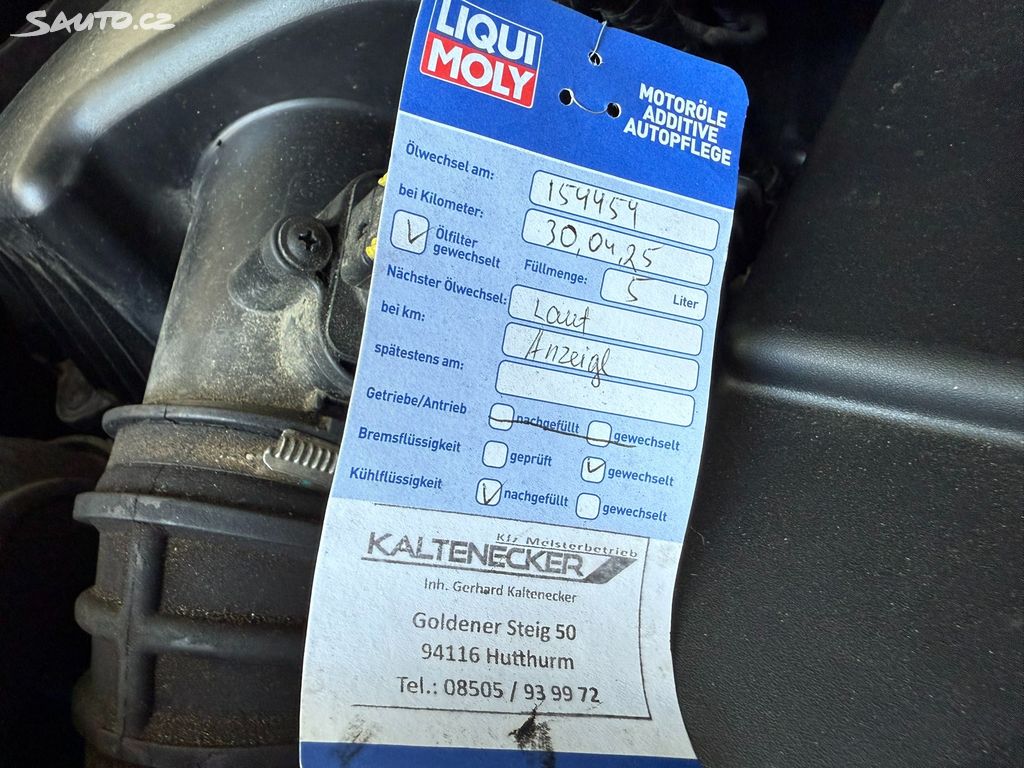 SAUTO.CZ
LIQUI
MOLY
MOTORÖLE
ADDITIVE
AUTOPFLEGE
Ölwechsel am: 154454
bei Kilometer: 30,04,25
Ölfilter
gewechselt
Füllmenge: 5 Liter
Nächster Ölwechsel: Laut
bei km: Anzeige
spätestens am:
Getriebe/Antrieb nachgefüllt gewechselt
Bremsflüssigkeit geprüft gewechselt
Kühlflüssigkeit nachgefüllt gewechselt
Kfz Meisterbetrieb
KALTENECKER
Inh. Gerhard Kaltenecker
Goldener Steig 50
94116 Hutthurm
Tel.: 08505 / 93 99 72